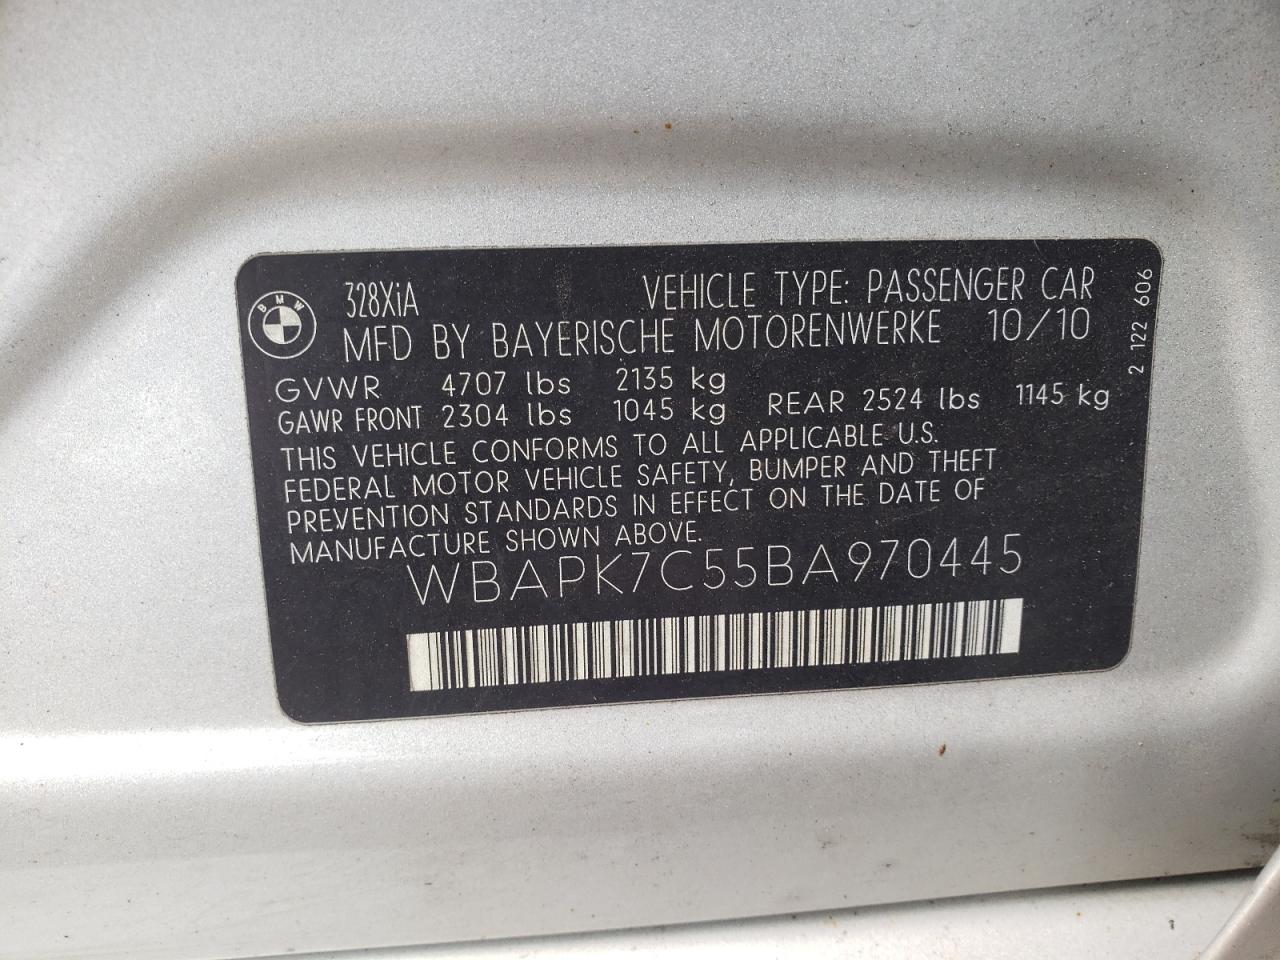 BMW
328XiA VEHICLE TYPE: PASSENGER CAR
MFD BY BAYERISCHE MOTORENWERKE 10/10
GVWR 4707 lbs 2135 kg
GAWR FRONT 2304 lbs 1045 kg REAR 2524 lbs 1145 kg
THIS VEHICLE CONFORMS TO ALL APPLICABLE U.S.
FEDERAL MOTOR VEHICLE SAFETY, BUMPER AND THEFT
PREVENTION STANDARDS IN EFFECT ON THE DATE OF
MANUFACTURE SHOWN ABOVE.
WBAPK7C55BA970445
2 122 606